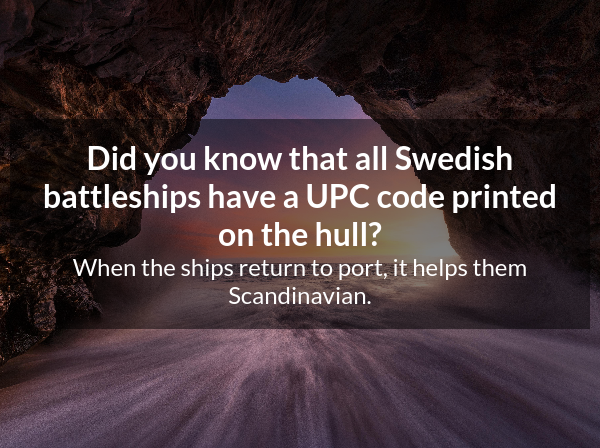 Did you know that all Swedish
battleships have a UPC code printed
on the hull?
When the ships return to port, it helps them
Scandinavian.